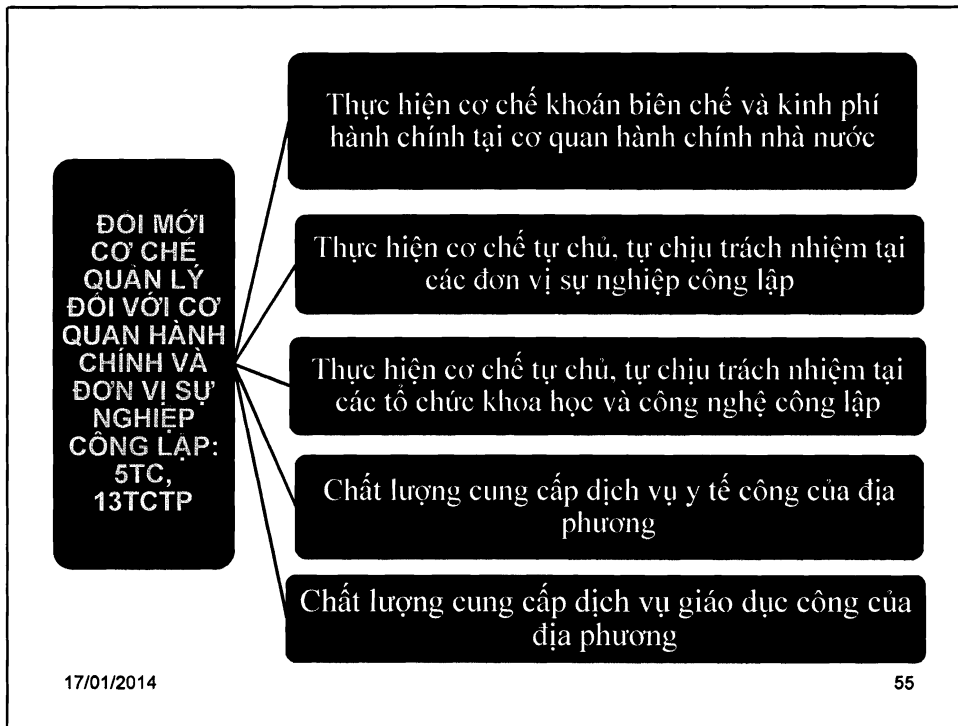 ĐỔI MỚI
CƠ CHẾ
QUẢN LÝ
ĐỐI VỚI CƠ
QUAN HÀNH
CHÍNH VÀ
ĐƠN VỊ SỰ
NGHIỆP
CÔNG LẬP:
5TC,
13TCTP
Thực hiện cơ chế khoán biên chế và kinh phí
hành chính tại cơ quan hành chính nhà nước
Thực hiện cơ chế tự chủ, tự chịu trách nhiệm tại
các đơn vị sự nghiệp công lập
Thực hiện cơ chế tự chủ, tự chịu trách nhiệm tại
các tổ chức khoa học và công nghệ công lập
Chất lượng cung cấp dịch vụ y tế công của địa
phương
Chất lượng cung cấp dịch vụ giáo dục công của
địa phương
17/01/2014
55